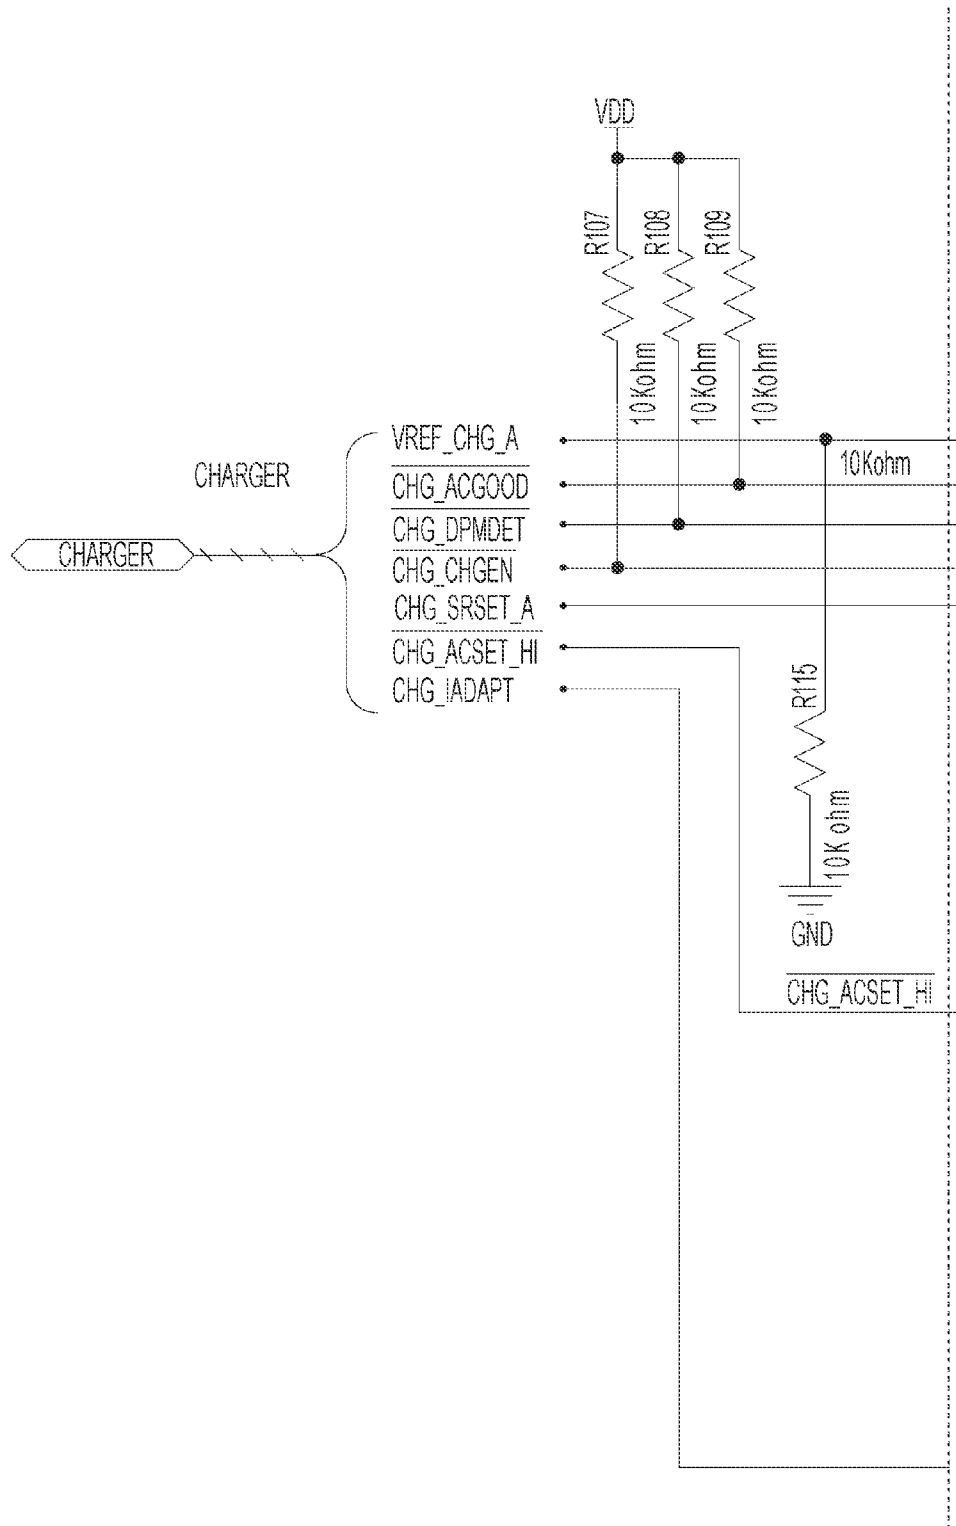 VDD
R107
R108
R109
10Kohm
10Kohm
10Kohm
VREF_CHG_A
10Kohm
CHARGER
CHG_ACGOOD
CHG_DPMDET
CHARGER
CHG_CHGEN
CHG_SRSET_A
CHG_ACSET_HI
CHG_IADAPT
R115
10K ohm
GND
CHG_ACSET_HI